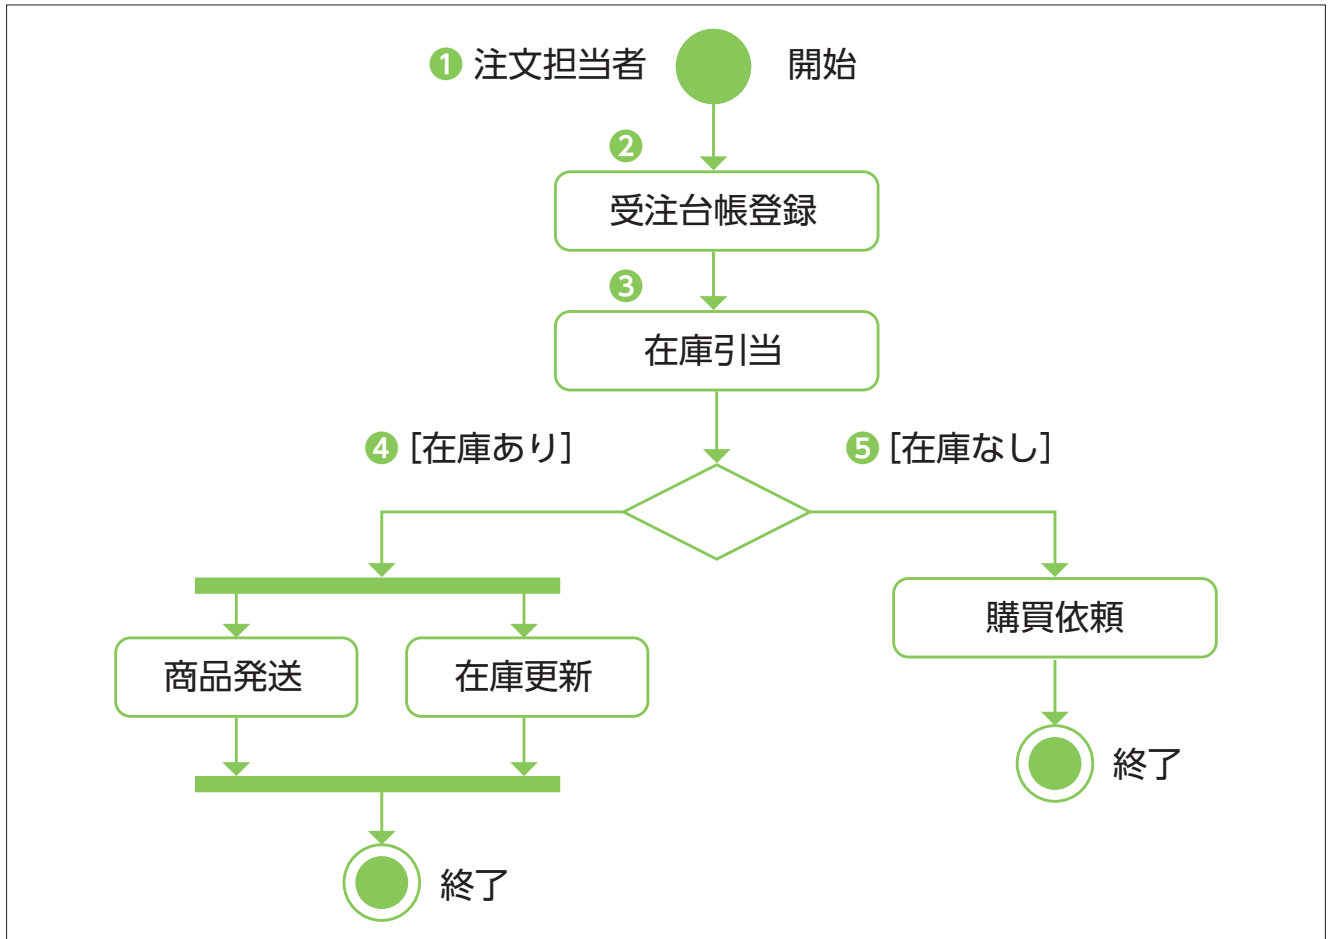 ❶ 注文担当者 開始
❷
受注台帳登録
❸
在庫引当
❹ [在庫あり] ❺ [在庫なし]
購買依頼
商品発送 在庫更新
終了
終了